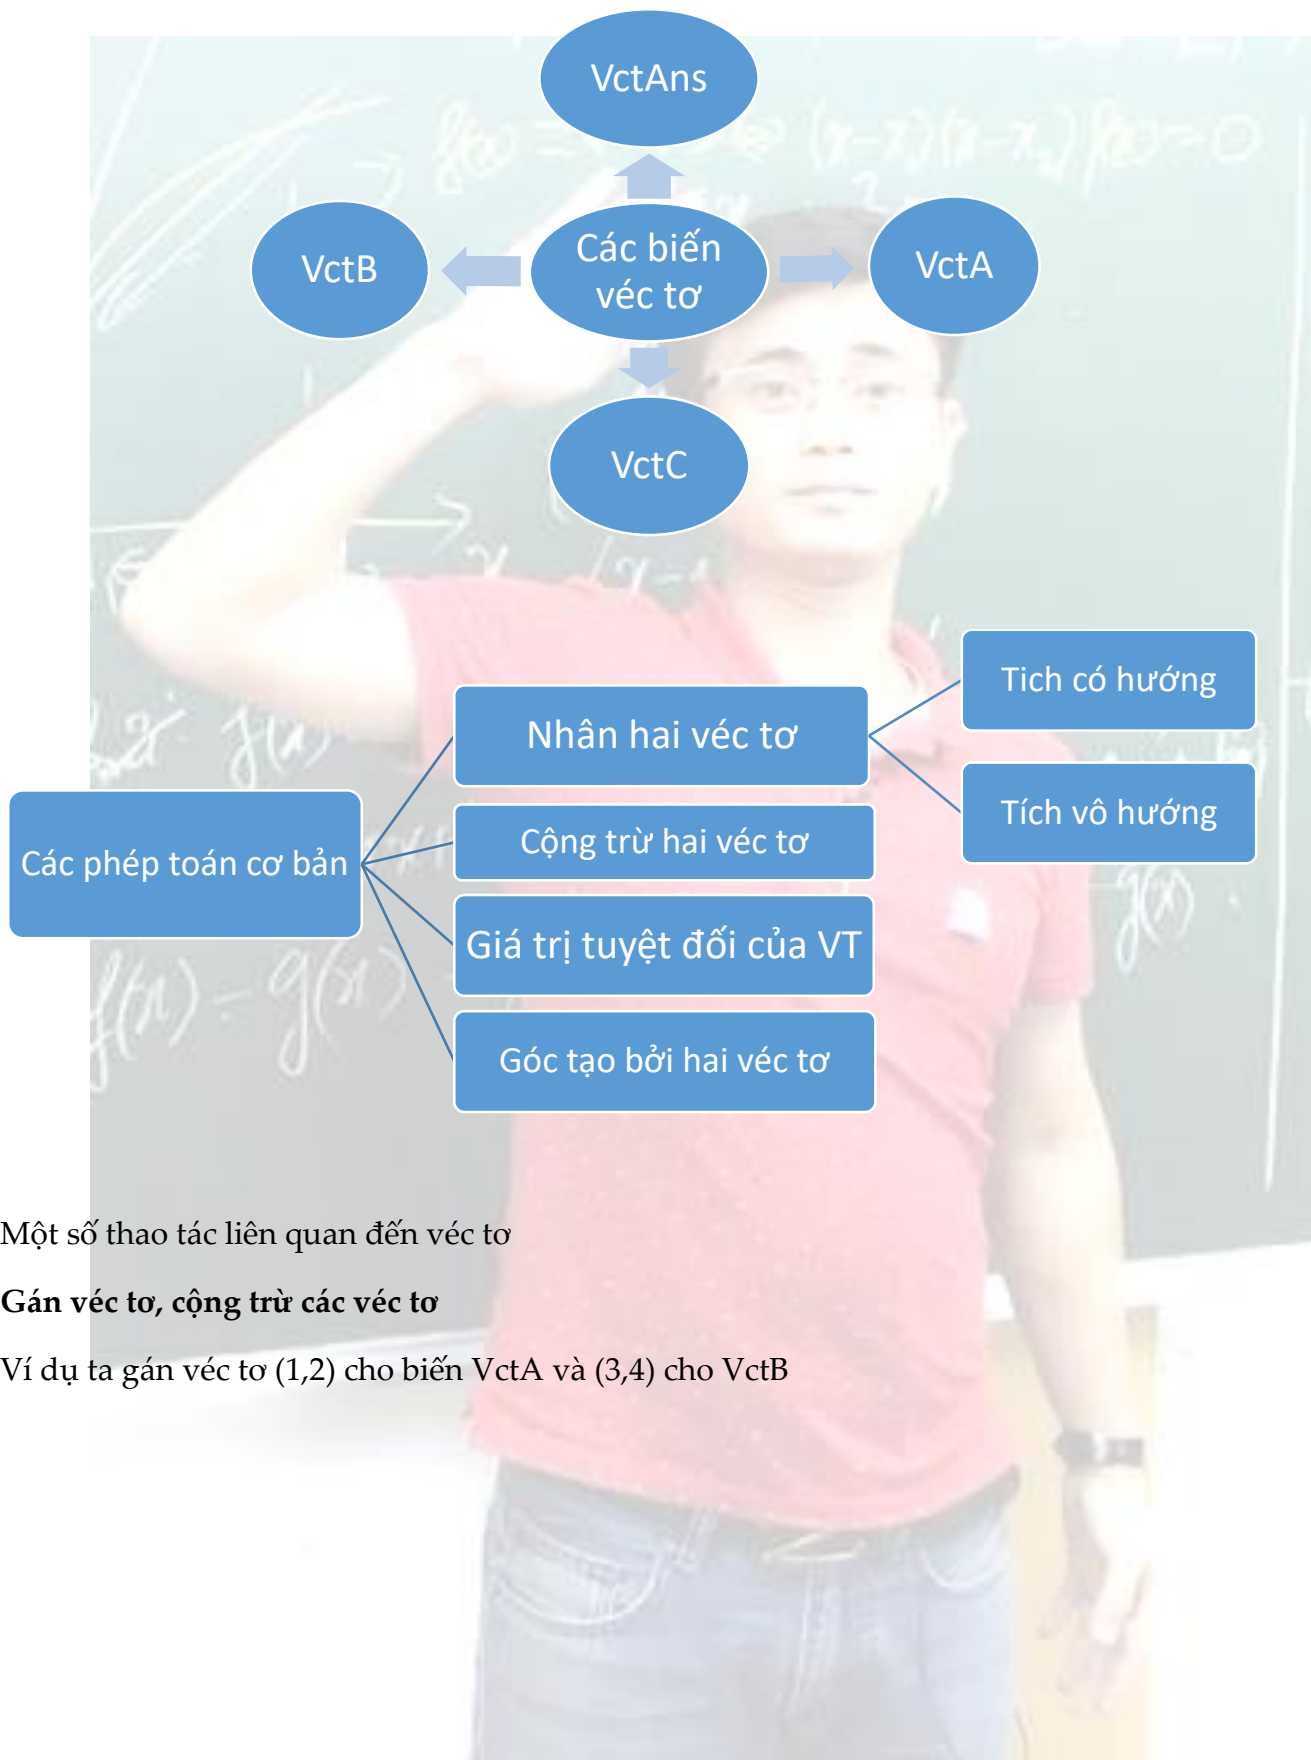 VctAns
VctB
Các biến
véc tơ
VctA
VctC
Các phép toán cơ bản
Nhân hai véc tơ
Tich có hướng
Tích vô hướng
Cộng trừ hai véc tơ
Giá trị tuyệt đối của VT
Góc tạo bởi hai véc tơ
Một số thao tác liên quan đến véc tơ
Gán véc tơ, cộng trừ các véc tơ
Ví dụ ta gán véc tơ (1,2) cho biến VctA và (3,4) cho VctB
f(x) - g(x)
g(x)